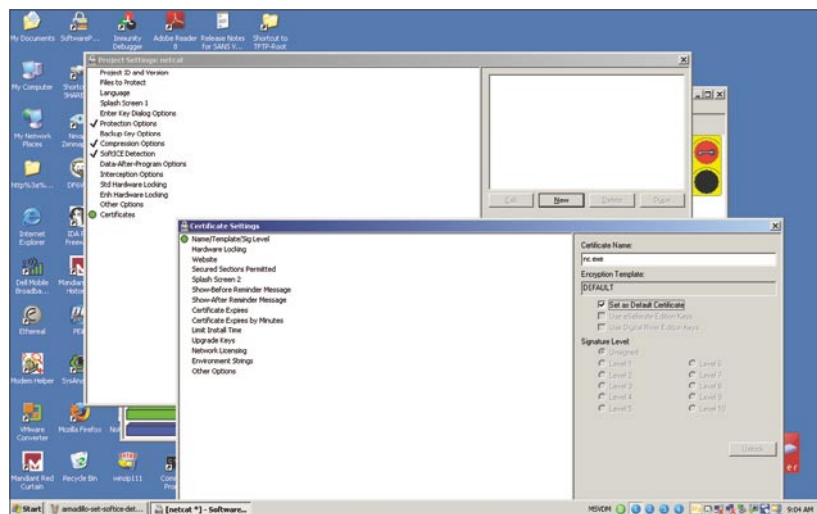 My Documents
SoftwareP...
Immunity Debugger
Adobe Reader 8
Release Notes for SANS V...
Shortcut to TFTP-Root
My Computer
My Network Places
http%3e%...
Internet Explorer
Dell Mobile Broadba...
Ethereal
Modem Helper
VMware Converter
Mozilla Firefox
Mandiant Red Curtain
Recycle Bin
winzip111
Project Settings: netcat
Project ID and Version
Files to Protect
Language
Splash Screen 1
Enter Key Dialog Options
Protection Options
Backup Key Options
Compression Options
SoftICE Detection
Data-After-Program Options
Interception Options
Std Hardware Locking
Enh Hardware Locking
Other Options
Certificates
Edit
New
Delete
Certificate Settings
Name/Template/Sig Level
Hardware Locking
Website
Secured Sections Permitted
Splash Screen 2
Show-Before Reminder Message
Show-After Reminder Message
Certificate Expires
Certificate Expires by Minutes
Limit Install Time
Upgrade Keys
Network Licensing
Environment Strings
Other Options
Certificate Name:
nc.exe
Encryption Template:
DEFAULT
Set as Default Certificate
Use eSellerate Edition Keys
Use Digital River Edition Keys
Signature Level
Unsigned
Level 1
Level 6
Level 2
Level 7
Level 3
Level 8
Level 4
Level 9
Level 5
Level 10
Unlock
er
Start
armadillo-set-softice-det...
[netcat *] - Software...
MSVDM
9:04 AM